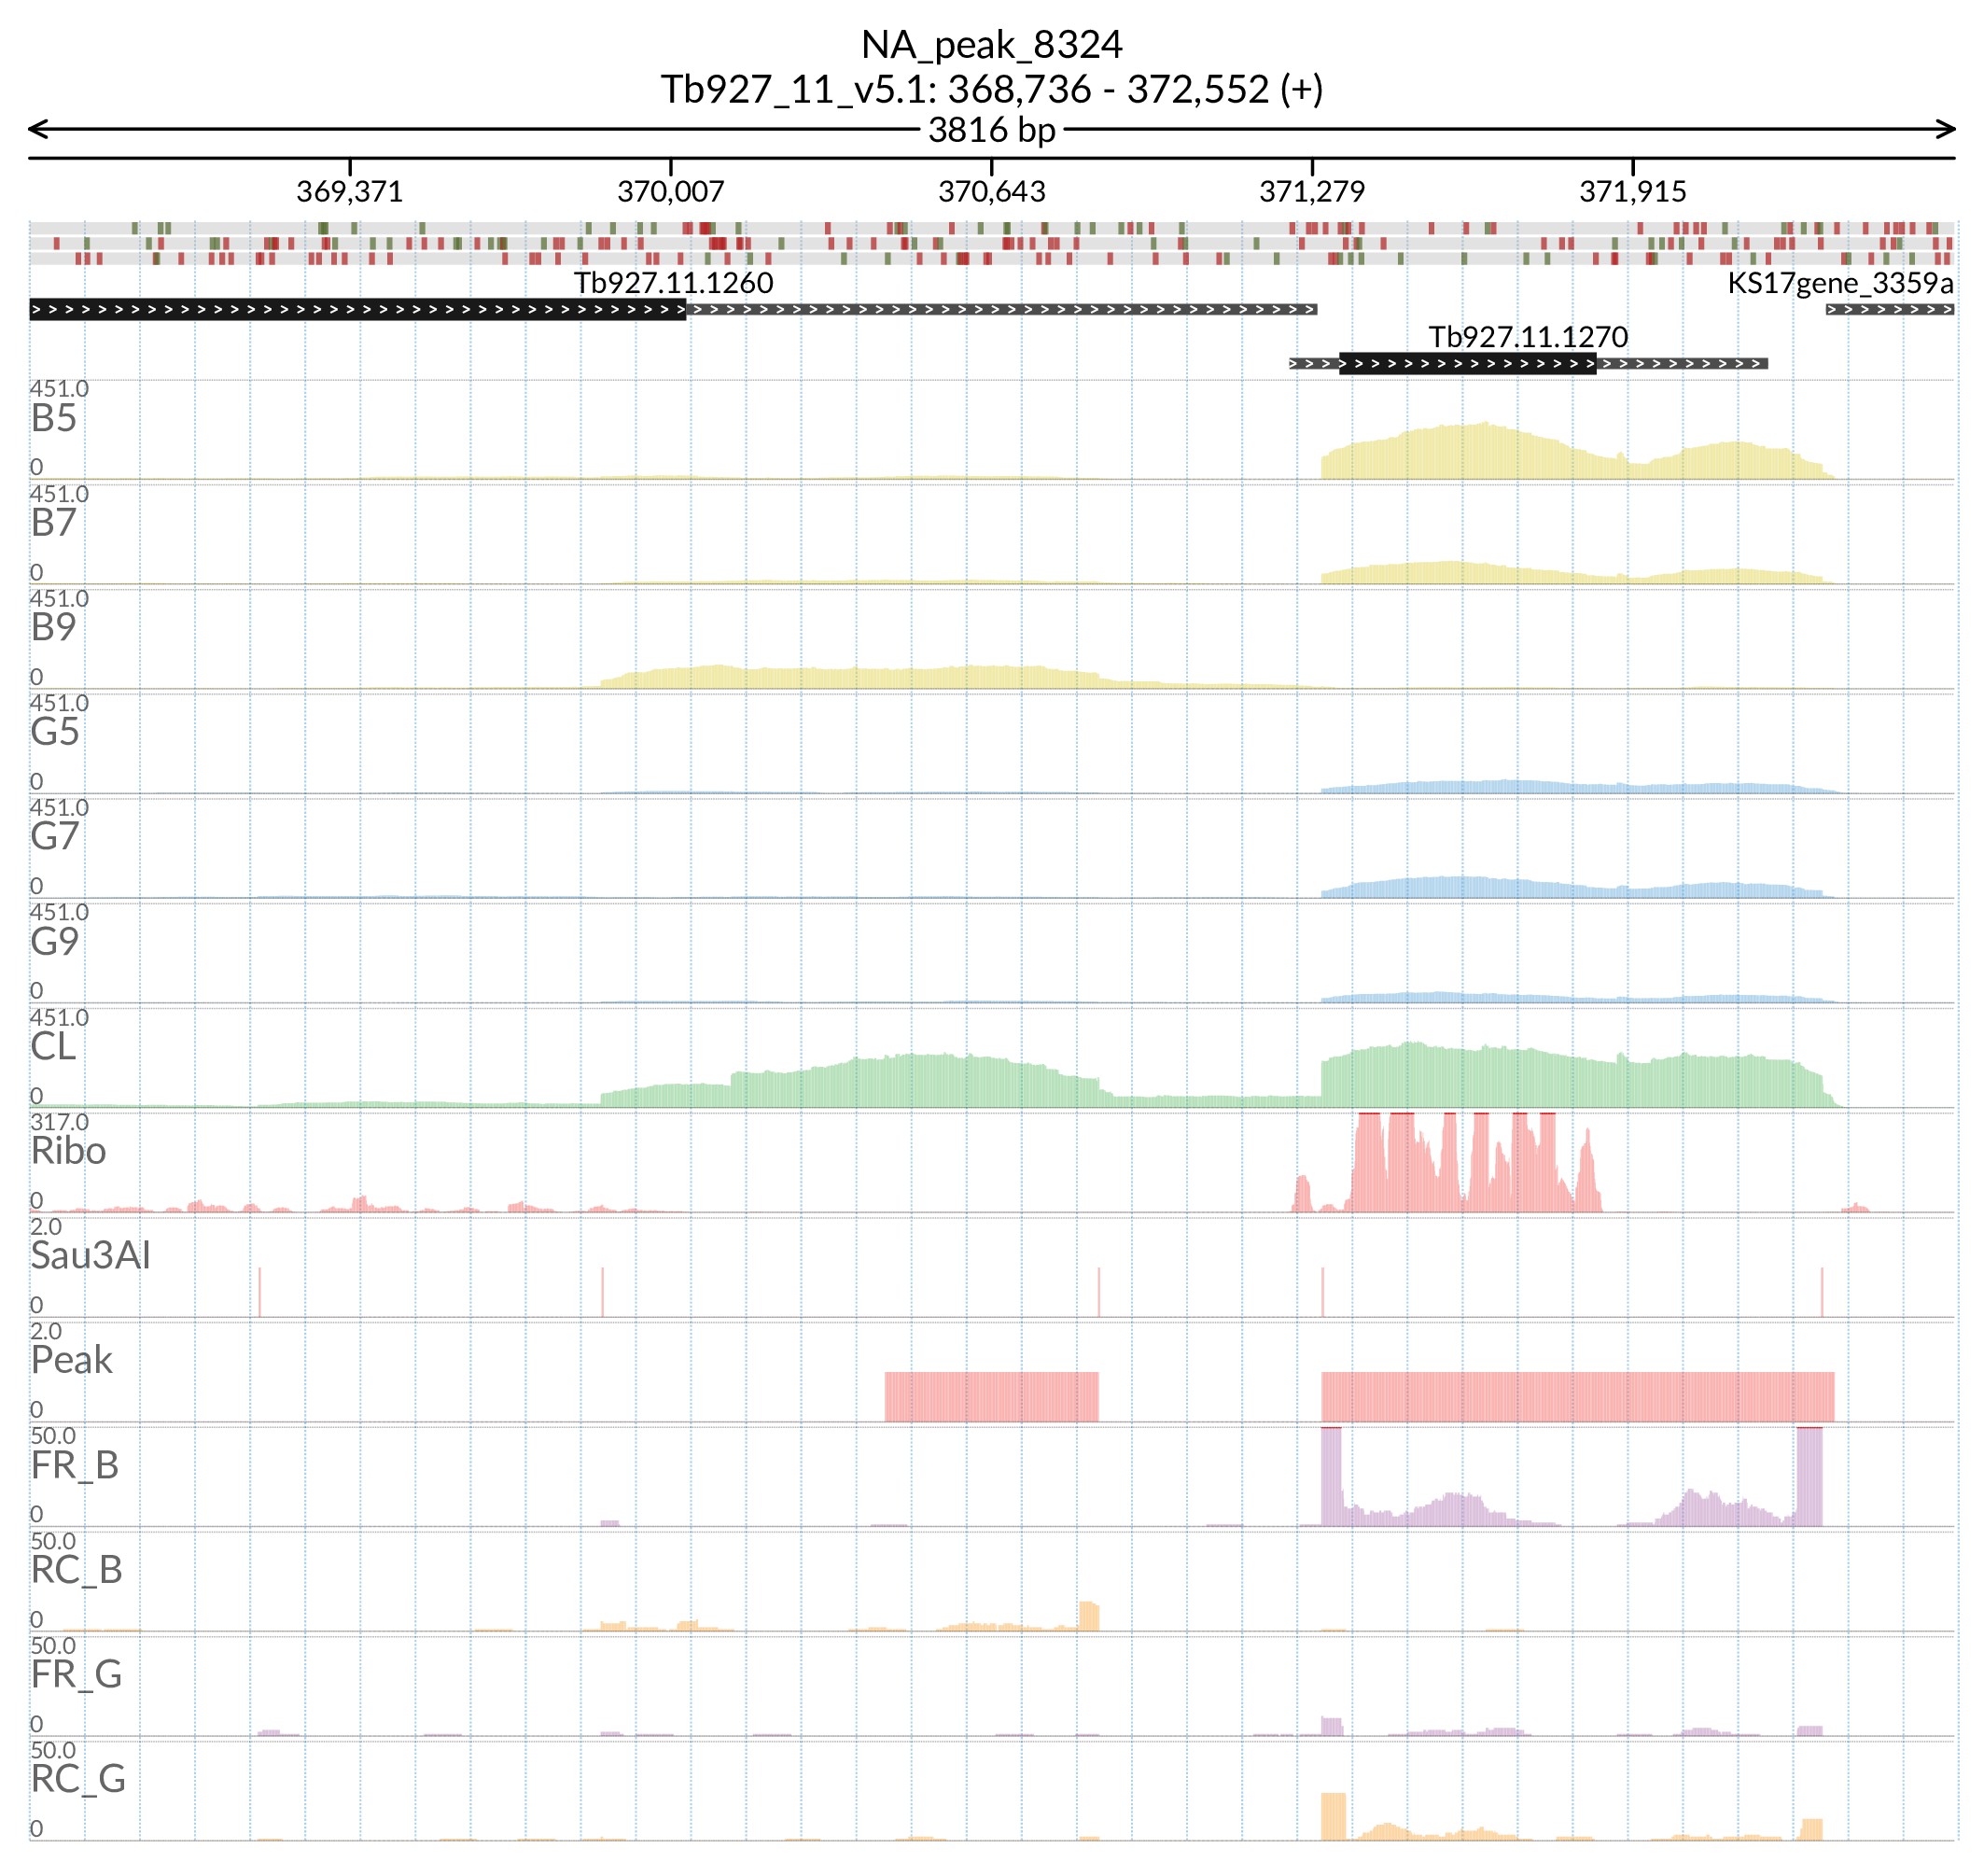 NA_peak_8324
Tb927_11_v5.1: 368,736 - 372,552 (+)
3816 bp
369,371 370,007 370,643 371,279 371,915
Tb927.11.1260 KS17gene_3359a
Tb927.11.1270
451.0
B5
0
451.0
B7
0
451.0
B9
0
451.0
G5
0
451.0
G7
0
451.0
G9
0
451.0
CL
0
317.0
Ribo
0
2.0
Sau3AI
0
2.0
Peak
0
50.0
FR_B
0
50.0
RC_B
0
50.0
FR_G
0
50.0
RC_G
0